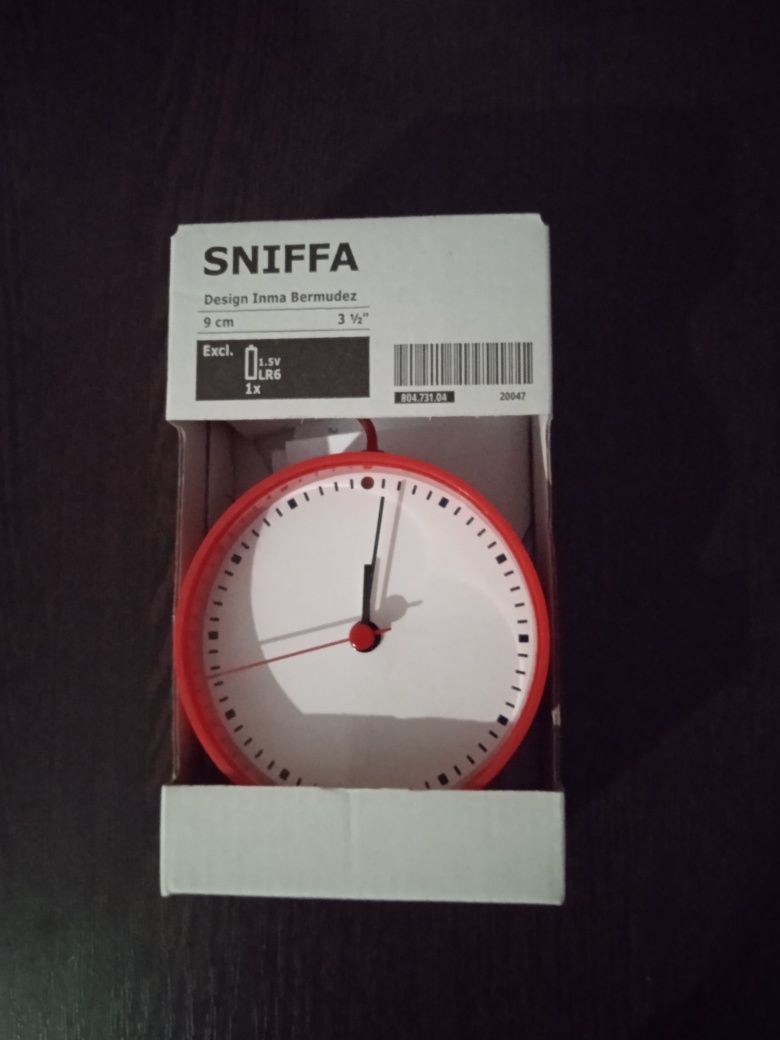 SNIFFA
Design Inma Bermudez
9 cm 3 ½"
Excl.
1.5V
LR6
1x
804.731.04 20047